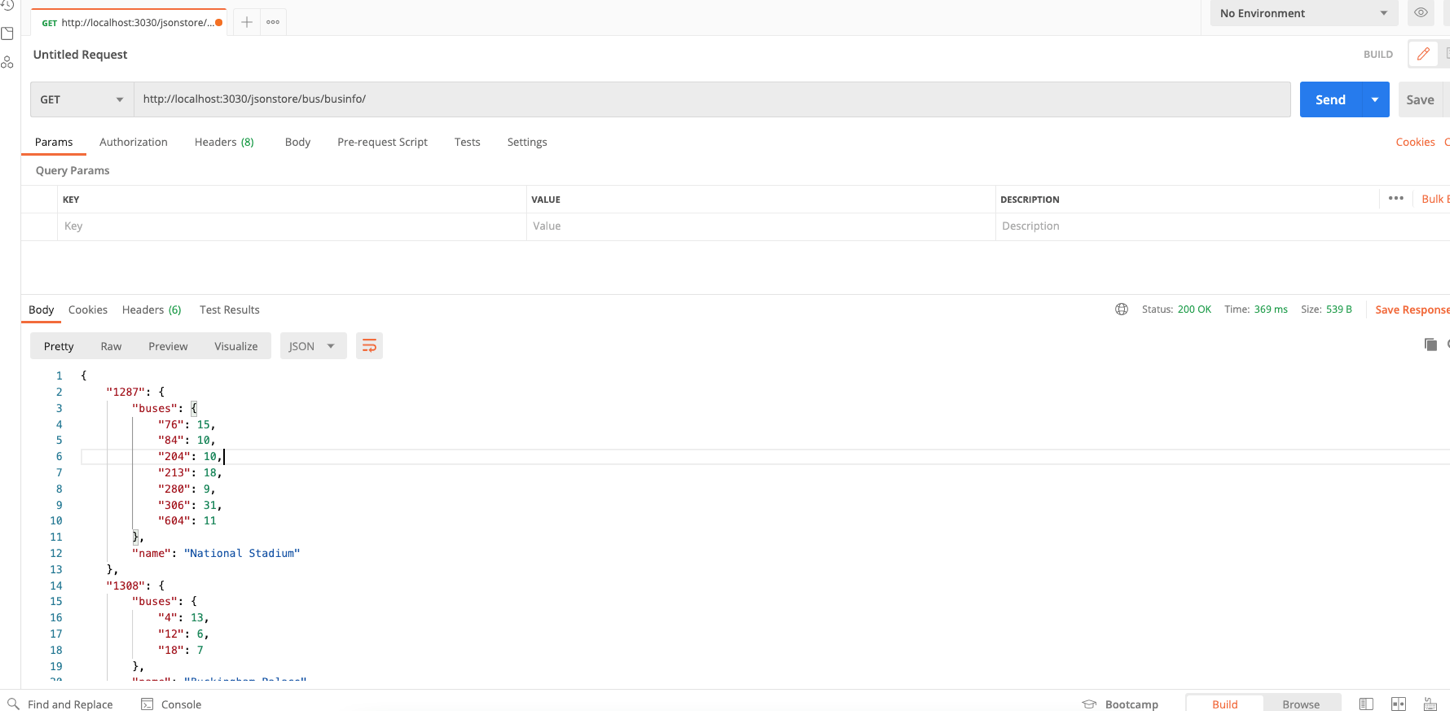 GET http://localhost:3030/jsonstore/...
No Environment
Untitled Request
BUILD
GET
http://localhost:3030/jsonstore/bus/businfo/
Send
Save
Params Authorization Headers (8) Body Pre-request Script Tests Settings
Cookies
Query Params
KEY VALUE DESCRIPTION
Bulk
Key Value Description
Body Cookies Headers (6) Test Results
Status: 200 OK Time: 369 ms Size: 539 B
Save Response
Pretty Raw Preview Visualize JSON
1 {
2 "1287": {
3 "buses": {
4 "76": 15,
5 "84": 10,
6 "204": 10,
7 "213": 18,
8 "280": 9,
9 "306": 31,
10 "604": 11
11 },
12 "name": "National Stadium"
13 },
14 "1308": {
15 "buses": {
16 "4": 13,
17 "12": 6,
18 "18": 7
19 },
20 "name": "Buckingham Palace"
Find and Replace Console
Bootcamp Build Browse